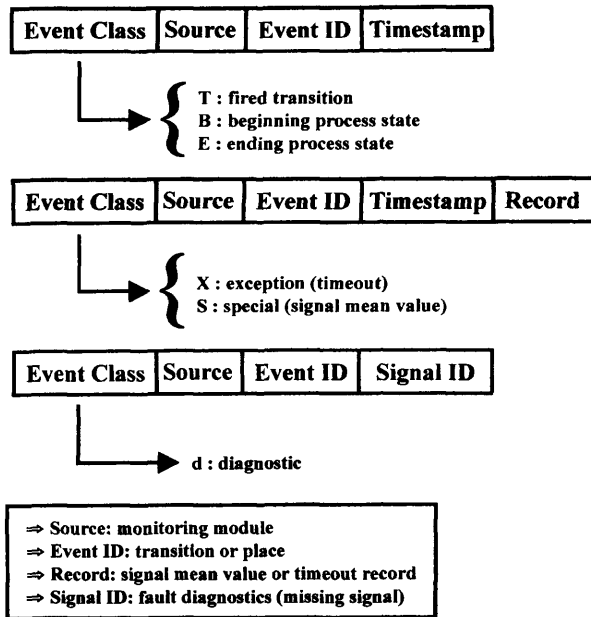 Event Class Source Event ID Timestamp
T : fired transition
B : beginning process state
E : ending process state
Event Class Source Event ID Timestamp Record
X : exception (timeout)
S : special (signal mean value)
Event Class Source Event ID Signal ID
d : diagnostic
⇒ Source: monitoring module
⇒ Event ID: transition or place
⇒ Record: signal mean value or timeout record
⇒ Signal ID: fault diagnostics (missing signal)